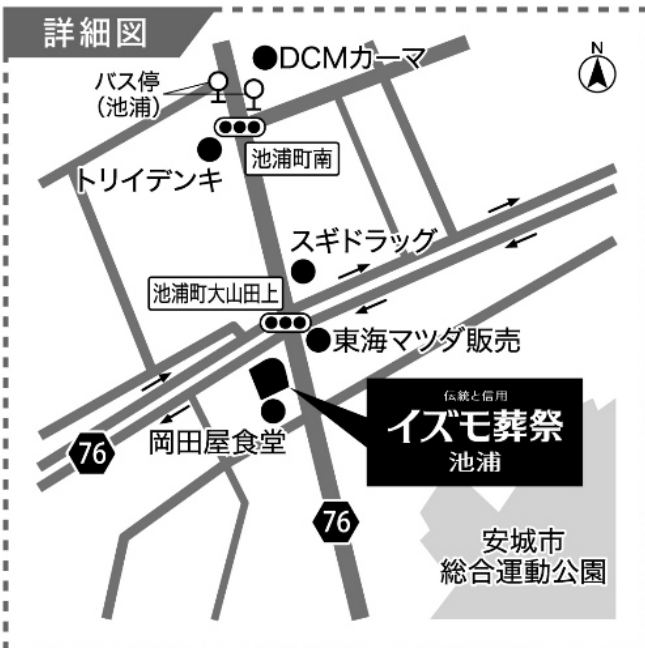 詳細図
N
DCMカーマ
バス停
(池浦)
池浦町南
トリイデンキ
スギドラッグ
池浦町大山田上
東海マツダ販売
伝統と信用
イズモ葬祭
池浦
岡田屋食堂
76
76
安城市
総合運動公園